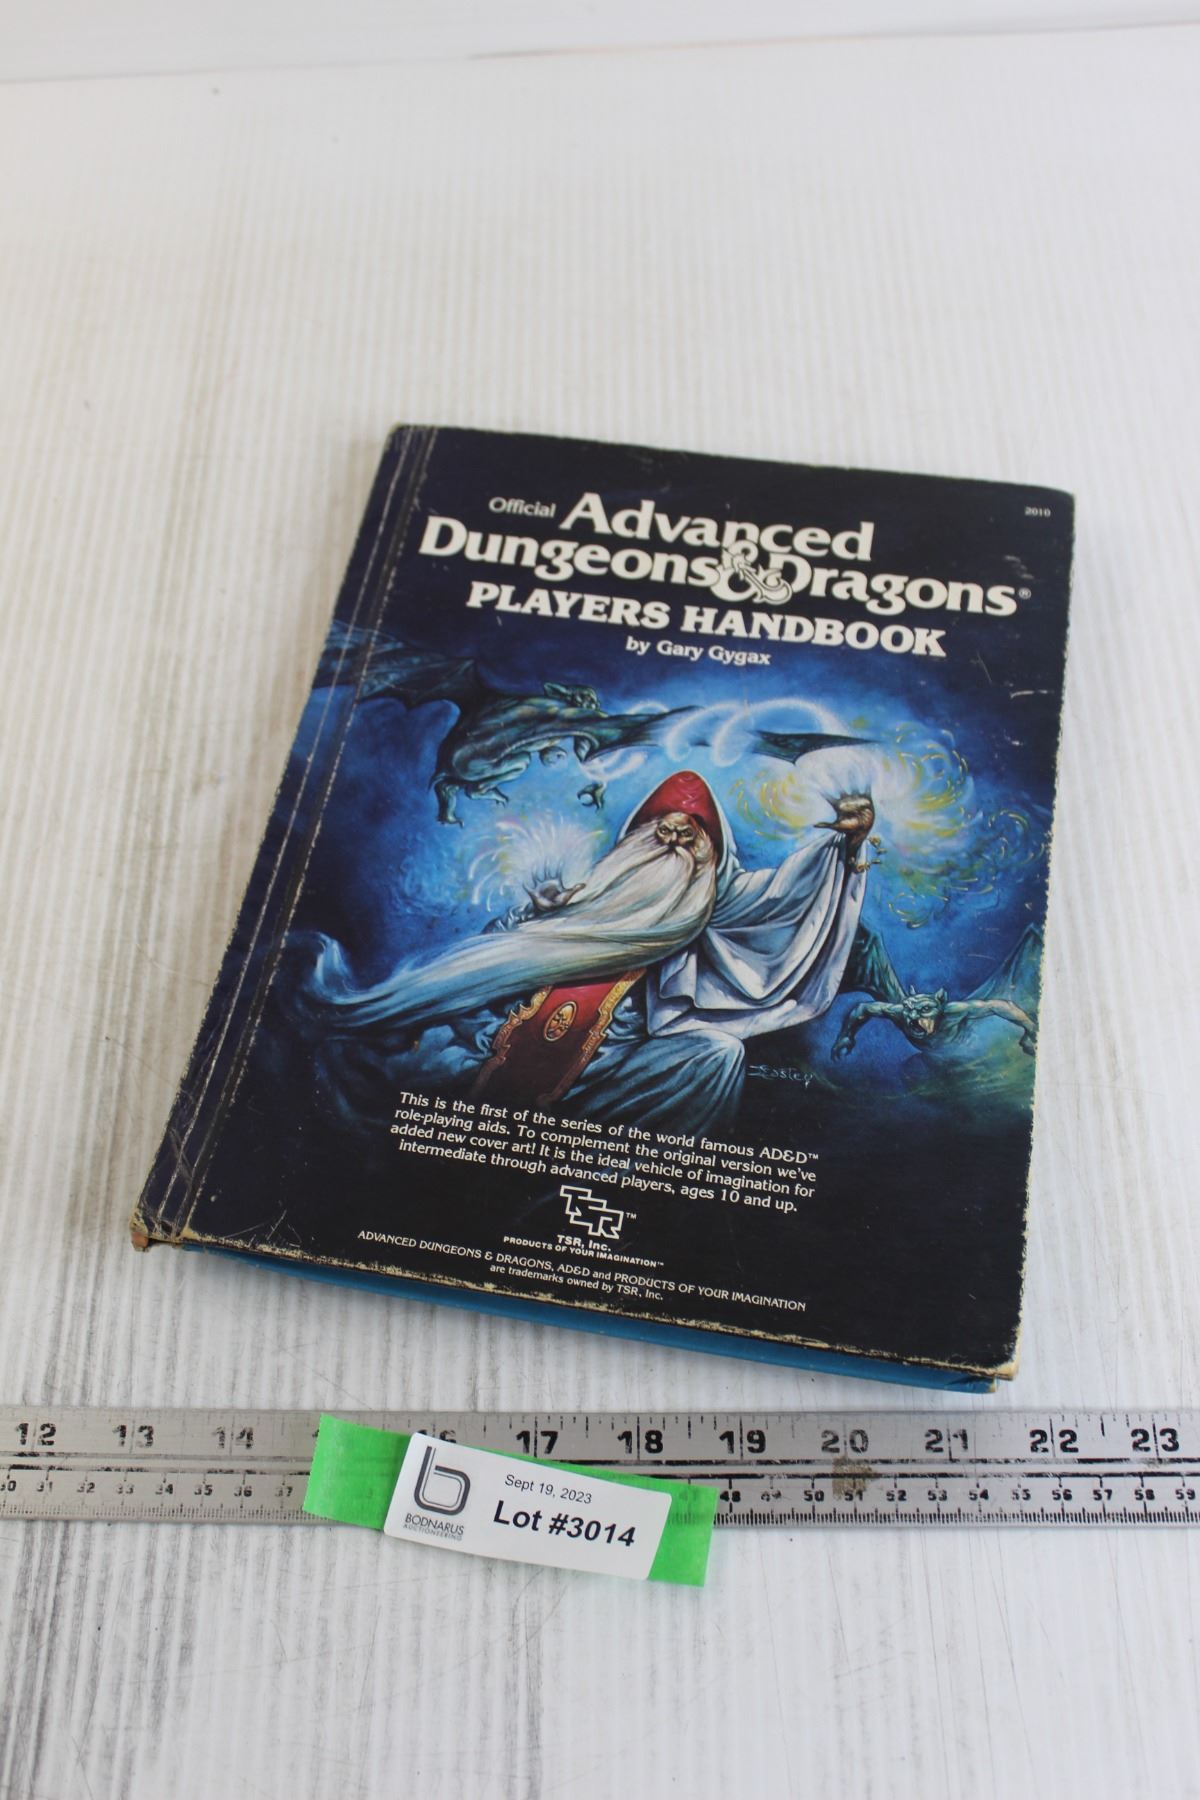 2010
Official Advanced
Dungeons & Dragons®
PLAYERS HANDBOOK
by Gary Gygax
Easley
This is the first of the series of the world famous AD&D™
role-playing aids. To complement the original version we've
added new cover art! It is the ideal vehicle of imagination for
intermediate through advanced players, ages 10 and up.
TSR™
TSR, Inc.
PRODUCTS OF YOUR IMAGINATION™
ADVANCED DUNGEONS & DRAGONS, AD&D and PRODUCTS OF YOUR IMAGINATION
are trademarks owned by TSR, Inc.
12 13 14 16 17 18 19 20 21 22 23
31 32 33 34 35 36 37 48 49 50 51 52 53 54 55 56 57 58 59
b
BODNARUS
AUCTIONEERING
Sept 19, 2023
Lot #3014